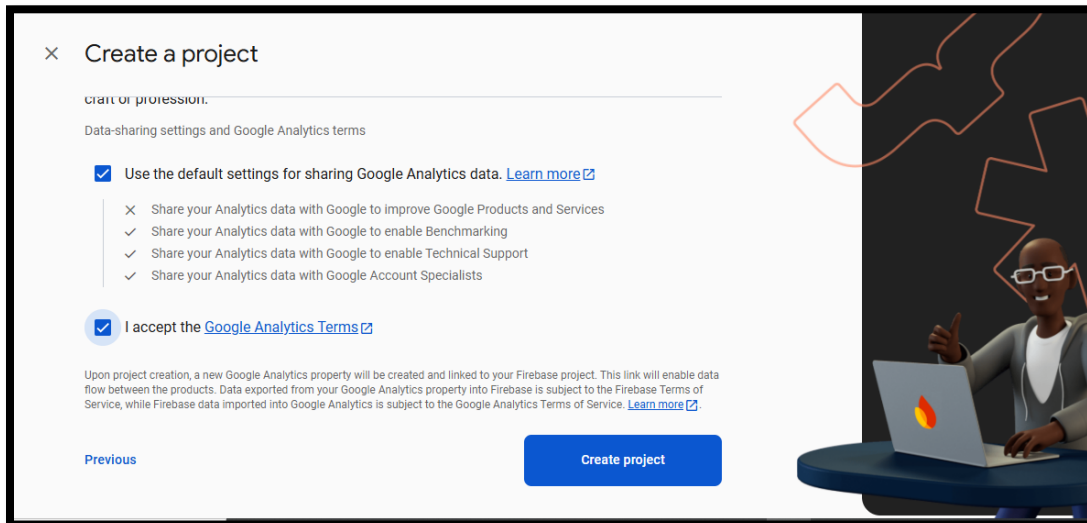 Create a project
craft or profession.
Data-sharing settings and Google Analytics terms
Use the default settings for sharing Google Analytics data. Learn more
Share your Analytics data with Google to improve Google Products and Services
Share your Analytics data with Google to enable Benchmarking
Share your Analytics data with Google to enable Technical Support
Share your Analytics data with Google Account Specialists
I accept the Google Analytics Terms
Upon project creation, a new Google Analytics property will be created and linked to your Firebase project. This link will enable data
flow between the products. Data exported from your Google Analytics property into Firebase is subject to the Firebase Terms of
Service, while Firebase data imported into Google Analytics is subject to the Google Analytics Terms of Service. Learn more.
Previous
Create project